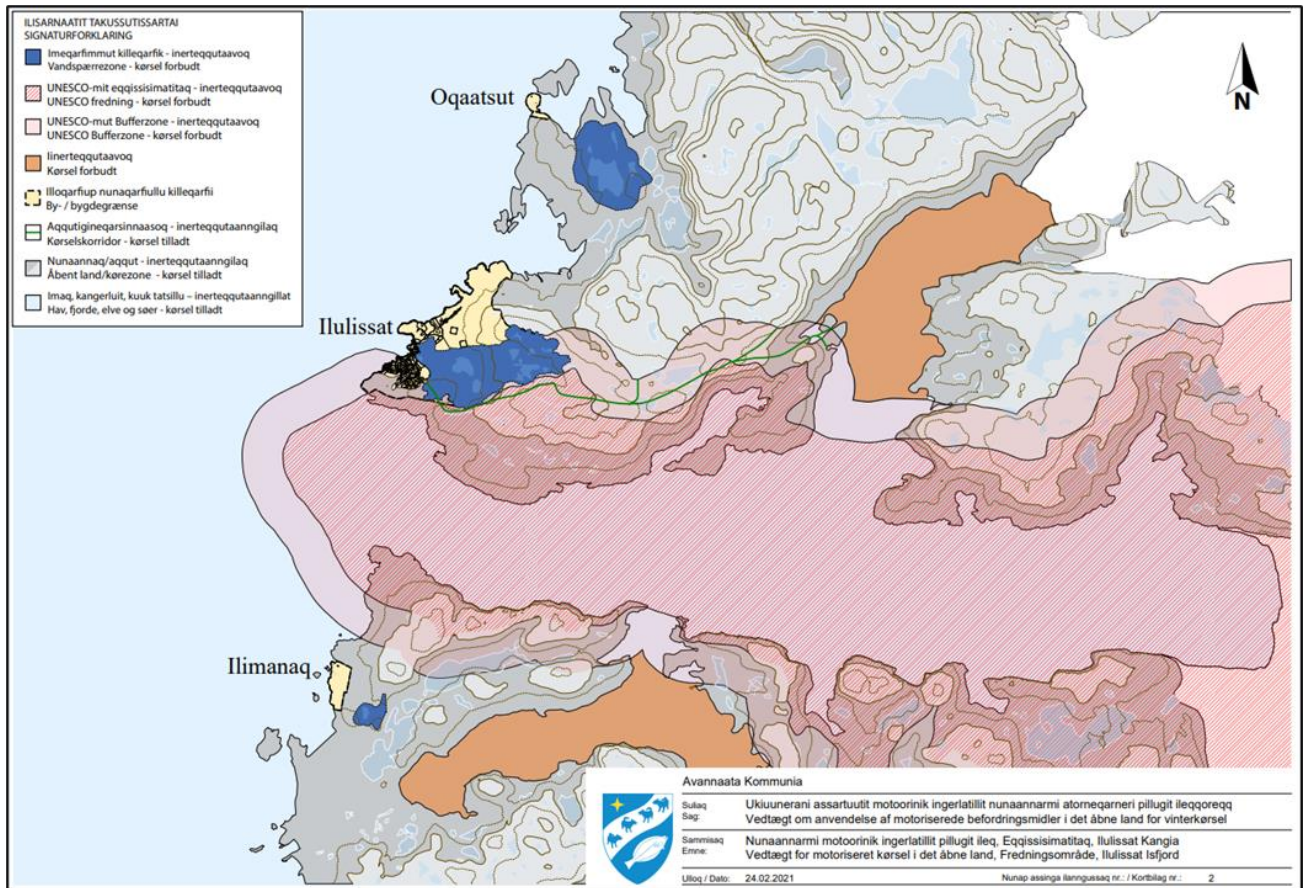 ILISARNAATIT TAKUSSUTISSARTAI
SIGNATURFORKLARING
Imeqarfimmut killeqarfik - inerteqqutaavoq
Vandspærrezone - kørsel forbudt
UNESCO-mit eqqissisimatitaq - inerteqqutaavoq
UNESCO fredning - kørsel forbudt
UNESCO-mut Bufferzone - inerteqqutaavoq
UNESCO Bufferzone - kørsel forbudt
Iinerteqqutaavoq
Kørsel forbudt
Illoqarfiup nunaqarfiullu killeqarfii
By- / bygdegrænse
Aqqutigineqarsinnaasoq - inerteqqutaanngilaq
Kørselskorridor - kørsel tilladt
Nunaannaq/aqqut - inerteqqutaanngilaq
Åbent land/kørezone - kørsel tilladt
Imaq, kangerluit, kuuk tatsillu – inerteqqutaanngillat
Hav, fjorde, elve og søer - kørsel tilladt
N
Oqaatsut
Ilulissat
Ilimanaq
Avannaata Kommunia
Suliaq Ukiuunerani assartuutit motoorinik ingerlatillit nunaannarmi atorneqarneri pillugit ileqqoreqq
Sag: Vedtægt om anvendelse af motoriserede befordringsmidler i det åbne land for vinterkørsel
Sammisaq Nunaannarmi motoorinik ingerlatillit pillugit ileq, Eqqissisimatitaq, Ilulissat Kangia
Emne: Vedtægt for motoriseret kørsel i det åbne land, Fredningsområde, Ilulissat Isfjord
Ulloq / Dato: 24.02.2021 Nunap assinga ilanngussaq nr.: / Kortbilag nr.: 2